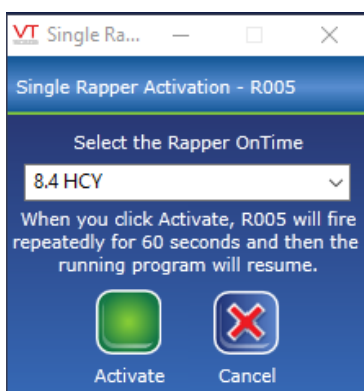 VT Single Ra...
Single Rapper Activation - R005
Select the Rapper OnTime
8.4 HCY
When you click Activate, R005 will fire
repeatedly for 60 seconds and then the
running program will resume.
Activate Cancel